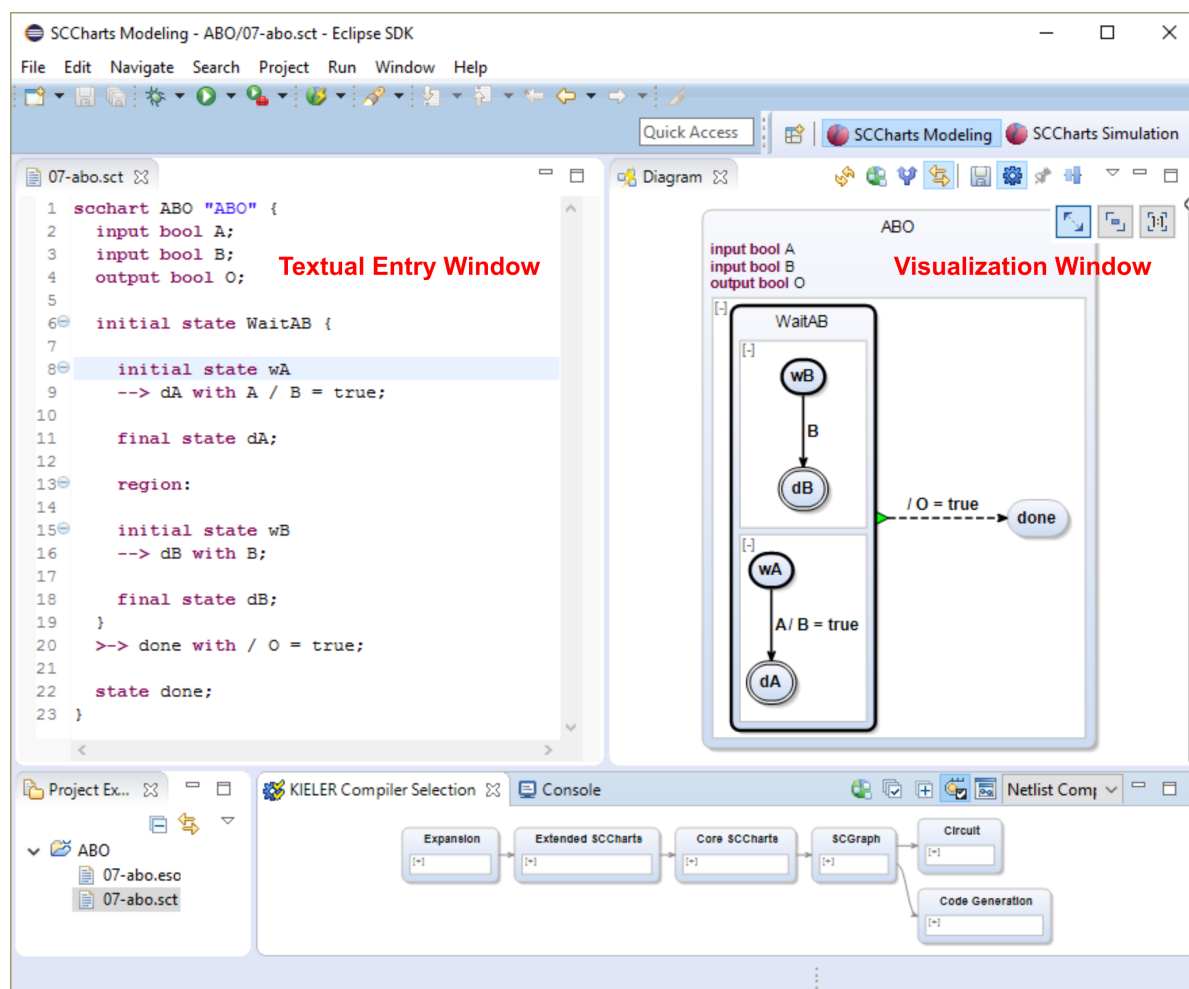 SCCharts Modeling - ABO/07-abo.sct - Eclipse SDK
File Edit Navigate Search Project Run Window Help
Quick Access
SCCharts Modeling
SCCharts Simulation
07-abo.sct
1 scchart ABO "ABO" {
2 input bool A;
3 input bool B;
4 output bool O;
5
6 initial state WaitAB {
7
8 initial state wA
9 --> dA with A / B = true;
10
11 final state dA;
12
13 region:
14
15 initial state wB
16 --> dB with B;
17
18 final state dB;
19 }
20 >-> done with / O = true;
21
22 state done;
23 }
Textual Entry Window
Diagram
ABO
input bool A
input bool B
output bool O
Visualization Window
[-]
WaitAB
[-]
wB
B
dB
/ O = true
done
[-]
wA
A / B = true
dA
Project Ex...
ABO
07-abo.eso
07-abo.sct
KIELER Compiler Selection
Console
Netlist Comp
Expansion
[+]
Extended SCCharts
[+]
Core SCCharts
[+]
SCGraph
[+]
Circuit
[+]
Code Generation
[+]